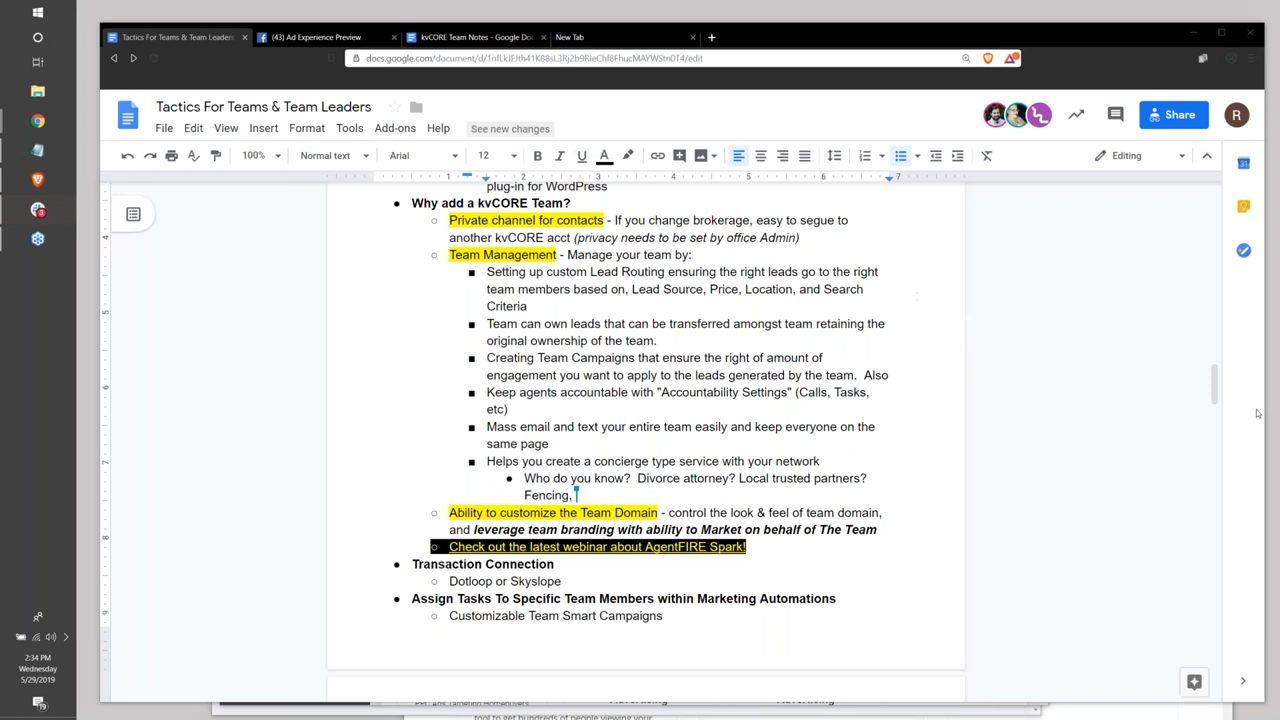 Tactics For Teams & Team Leaders
(43) Ad Experience Preview
kvCORE Team Notes - Google Doc
New Tab
Tactics For Teams & Team Leaders
File Edit View Insert Format Tools Add-ons Help See new changes
Share
R
100% Normal text Arial 12 Editing
1 2 3 4 5 6 7
plug-in for WordPress
Why add a kvCORE Team?
Private channel for contacts - If you change brokerage, easy to segue to
another kvCORE acct (privacy needs to be set by office Admin)
Team Management - Manage your team by:
Setting up custom Lead Routing ensuring the right leads go to the right
team members based on, Lead Source, Price, Location, and Search
Criteria
Team can own leads that can be transferred amongst team retaining the
original ownership of the team.
Creating Team Campaigns that ensure the right of amount of
engagement you want to apply to the leads generated by the team. Also
Keep agents accountable with "Accountability Settings" (Calls, Tasks,
etc)
Mass email and text your entire team easily and keep everyone on the
same page
Helps you create a concierge type service with your network
Who do you know? Divorce attorney? Local trusted partners?
Fencing,
Ability to customize the Team Domain - control the look & feel of team domain,
and leverage team branding with ability to Market on behalf of The Team
Check out the latest webinar about AgentFIRE Spark!
Transaction Connection
Dotloop or Skyslope
Assign Tasks To Specific Team Members within Marketing Automations
Customizable Team Smart Campaigns
2:34 PM
Wednesday
5/29/2019